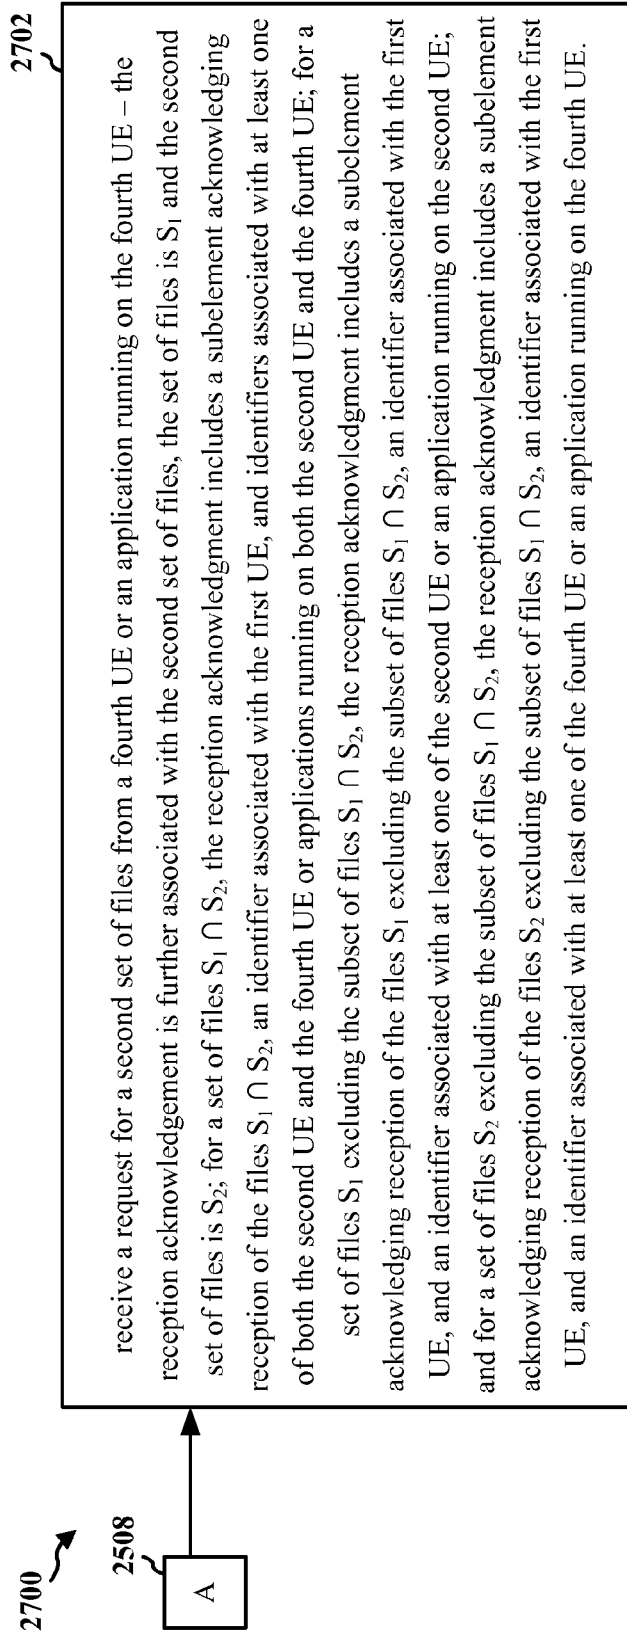 2700
2508
A
2702
receive a request for a second set of files from a fourth UE or an application running on the fourth UE – the
reception acknowledgement is further associated with the second set of files, the set of files is S₁ and the second
set of files is S₂; for a set of files S₁ ∩ S₂, the reception acknowledgment includes a subelement acknowledging
reception of the files S₁ ∩ S₂, an identifier associated with the first UE, and identifiers associated with at least one
of both the second UE and the fourth UE or applications running on both the second UE and the fourth UE; for a
set of files S₁ excluding the subset of files S₁ ∩ S₂, the reception acknowledgment includes a subelement
acknowledging reception of the files S₁ excluding the subset of files S₁ ∩ S₂, an identifier associated with the first
UE, and an identifier associated with at least one of the second UE or an application running on the second UE;
and for a set of files S₂ excluding the subset of files S₁ ∩ S₂, the reception acknowledgment includes a subelement
acknowledging reception of the files S₂ excluding the subset of files S₁ ∩ S₂, an identifier associated with the first
UE, and an identifier associated with at least one of the fourth UE or an application running on the fourth UE.